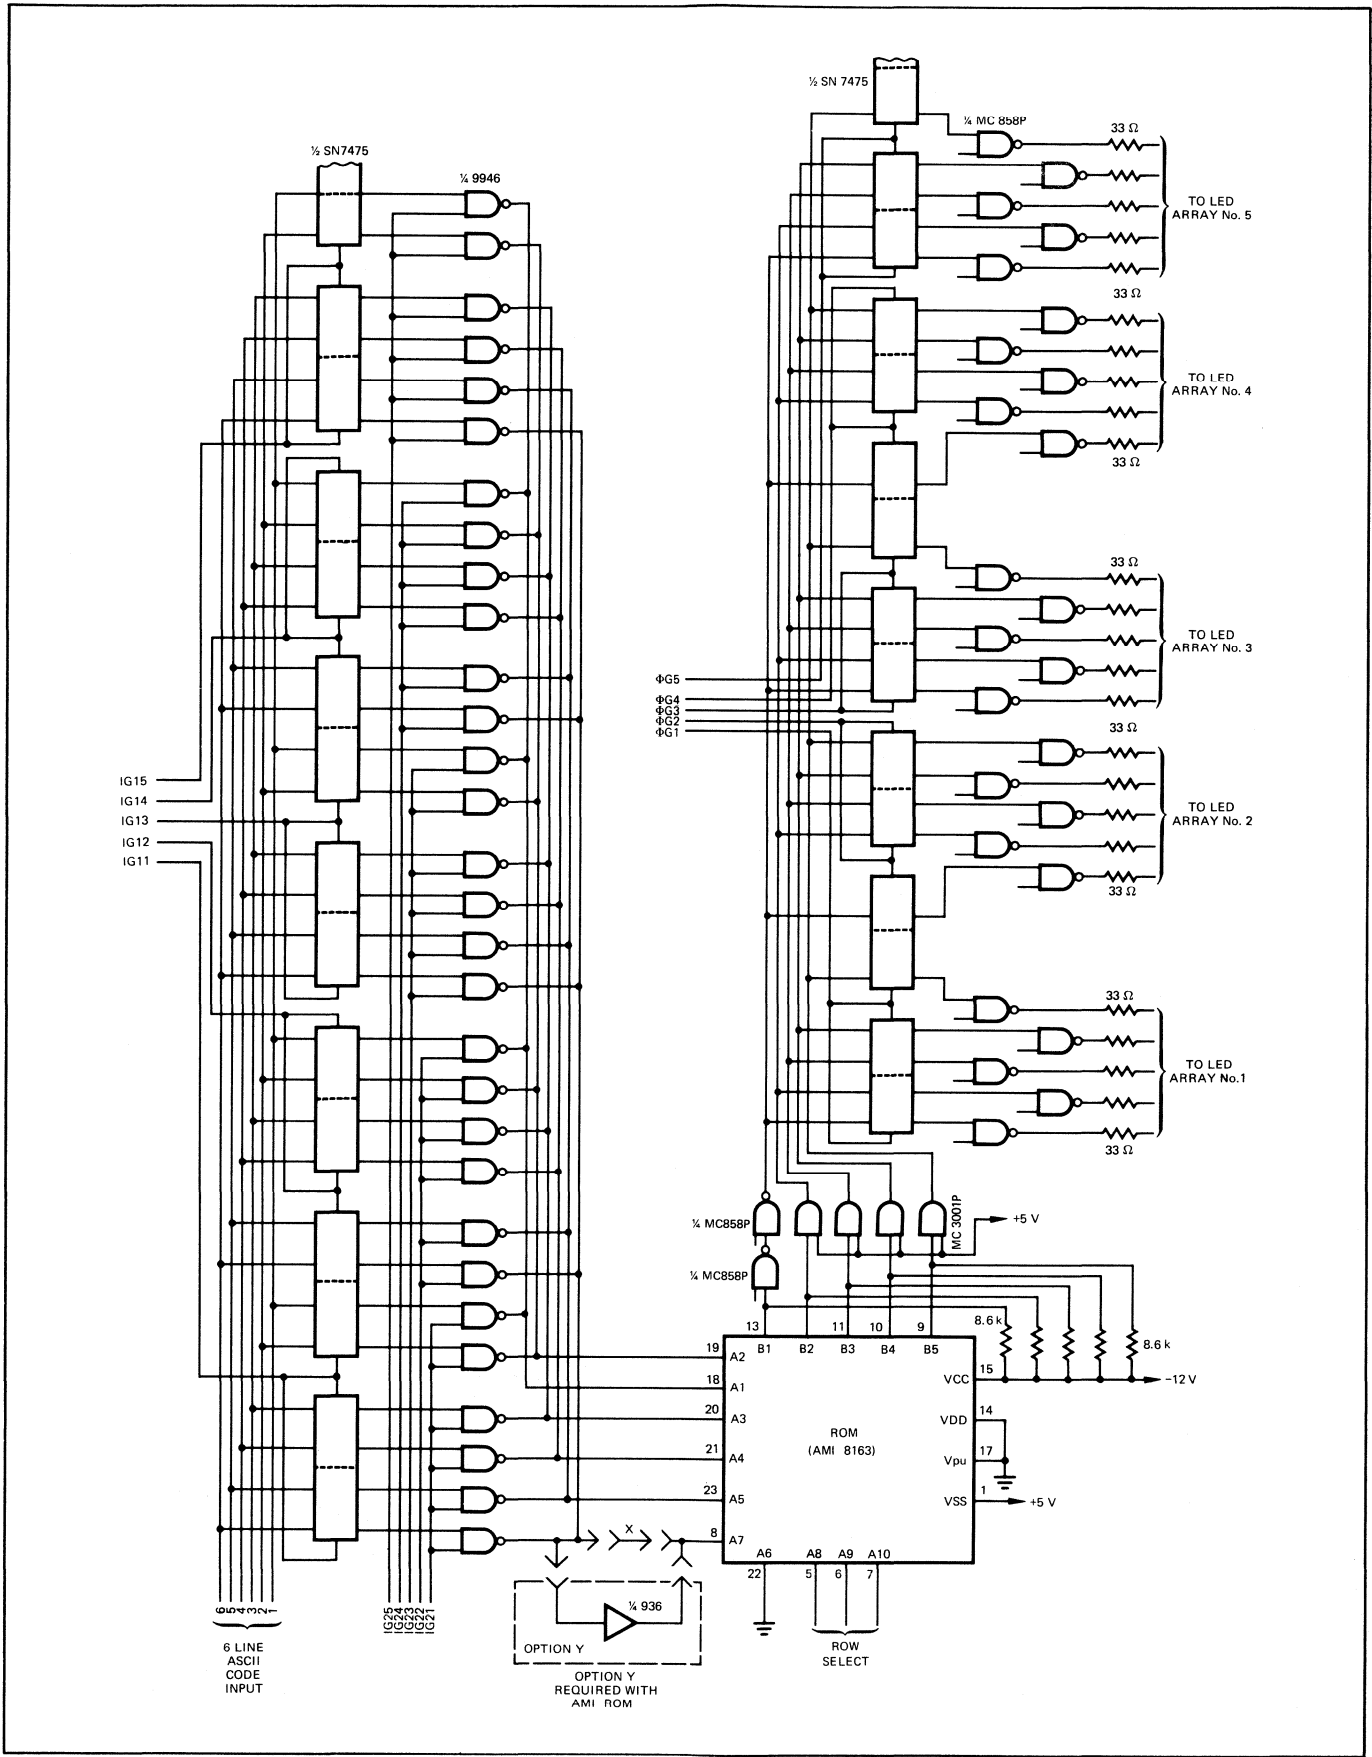 ½ SN7475
¼ 9946
½ SN 7475
¼ MC 858P
33 Ω
TO LED
ARRAY No. 5
33 Ω
TO LED
ARRAY No. 4
33 Ω
33 Ω
TO LED
ARRAY No. 3
33 Ω
TO LED
ARRAY No. 2
33 Ω
33 Ω
TO LED
ARRAY No.1
33 Ω
ΦG5
ΦG4
ΦG3
ΦG2
ΦG1
IG15
IG14
IG13
IG12
IG11
¼ MC858P
¼ MC858P
MC 3001P
+5 V
8.6 k
8.6 k
13
11
10
9
B1
B2
B3
B4
B5
19
A2
18
A1
20
A3
21
A4
23
A5
8
A7
ROM
(AMI 8163)
VCC
15
−12 V
VDD
14
Vpu
17
VSS
1
+5 V
A6
A8
A9
A10
22
5
6
7
ROW
SELECT
X
¼ 936
OPTION Y
OPTION Y
REQUIRED WITH
AMI ROM
6
5
4
3
2
1
6 LINE
ASCII
CODE
INPUT
IG25
IG24
IG23
IG22
IG21